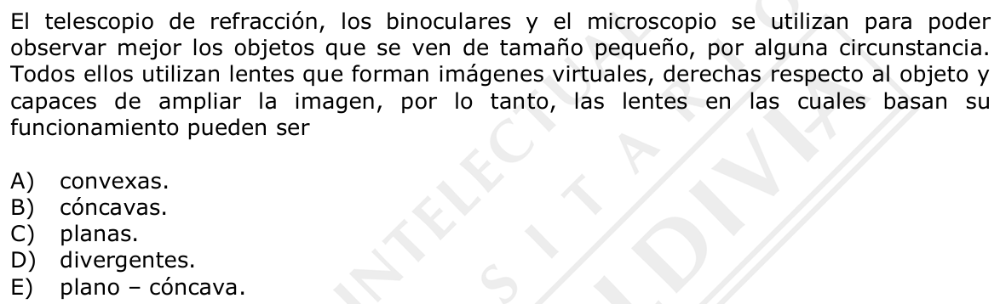 El telescopio de refracción, los binoculares y el microscopio se utilizan para poder
observar mejor los objetos que se ven de tamaño pequeño, por alguna circunstancia.
Todos ellos utilizan lentes que forman imágenes virtuales, derechas respecto al objeto y
capaces de ampliar la imagen, por lo tanto, las lentes en las cuales basan su
funcionamiento pueden ser
A) convexas.
B) cóncavas.
C) planas.
D) divergentes.
E) plano – cóncava.